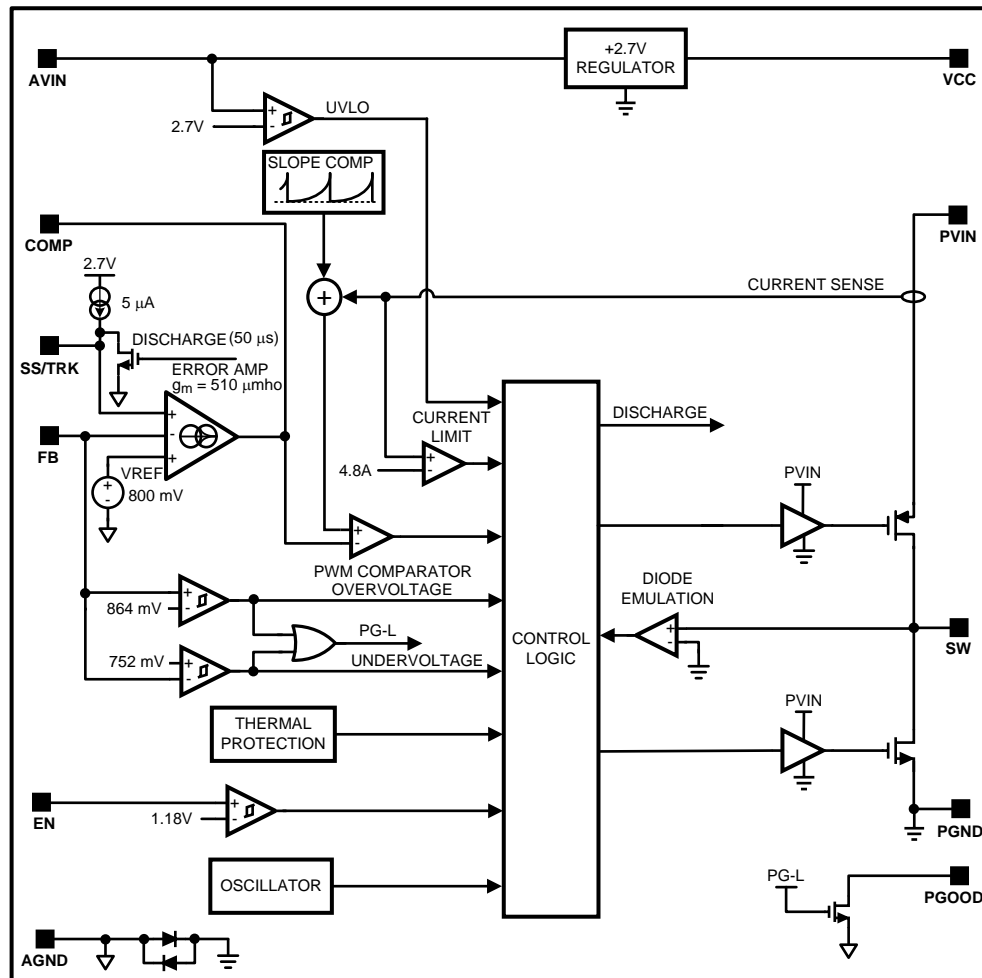 +2.7V
REGULATOR
AVIN
VCC
+
-
UVLO
2.7V
SLOPE COMP
COMP
PVIN
2.7V
5 μA
+
CURRENT SENSE
DISCHARGE (50 μs)
SS/TRK
ERROR AMP
gm = 510 μmho
+
-
+
FB
VREF
+
-
800 mV
CURRENT
LIMIT
+
-
4.8A
DISCHARGE
PVIN
+
-
PWM COMPARATOR
OVERVOLTAGE
+
-
864 mV
PG-L
752 mV
+
-
UNDERVOLTAGE
CONTROL
LOGIC
DIODE
EMULATION
+
-
SW
THERMAL
PROTECTION
PVIN
EN
+
-
1.18V
PGND
OSCILLATOR
PG-L
PGOOD
AGND